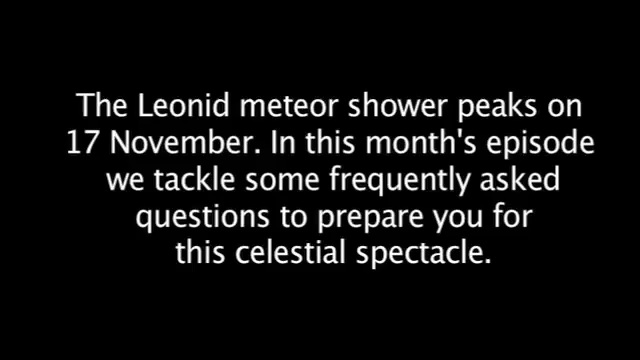 The Leonid meteor shower peaks on
17 November. In this month's episode
we tackle some frequently asked
questions to prepare you for
this celestial spectacle.